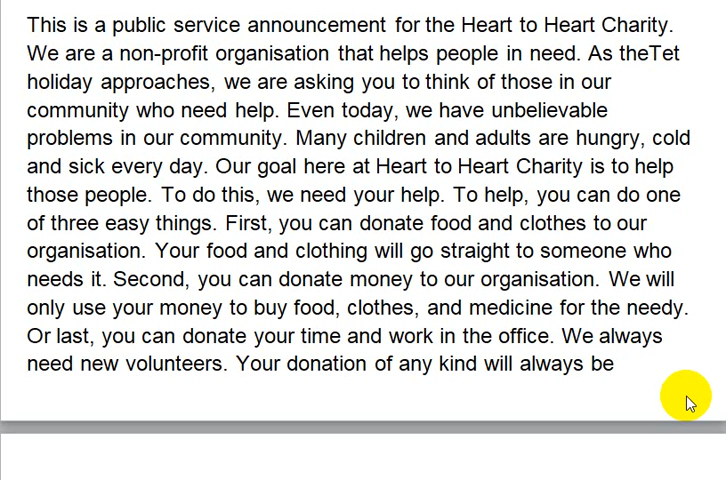 This is a public service announcement for the Heart to Heart Charity.
We are a non-profit organisation that helps people in need. As theTet
holiday approaches, we are asking you to think of those in our
community who need help. Even today, we have unbelievable
problems in our community. Many children and adults are hungry, cold
and sick every day. Our goal here at Heart to Heart Charity is to help
those people. To do this, we need your help. To help, you can do one
of three easy things. First, you can donate food and clothes to our
organisation. Your food and clothing will go straight to someone who
needs it. Second, you can donate money to our organisation. We will
only use your money to buy food, clothes, and medicine for the needy.
Or last, you can donate your time and work in the office. We always
need new volunteers. Your donation of any kind will always be